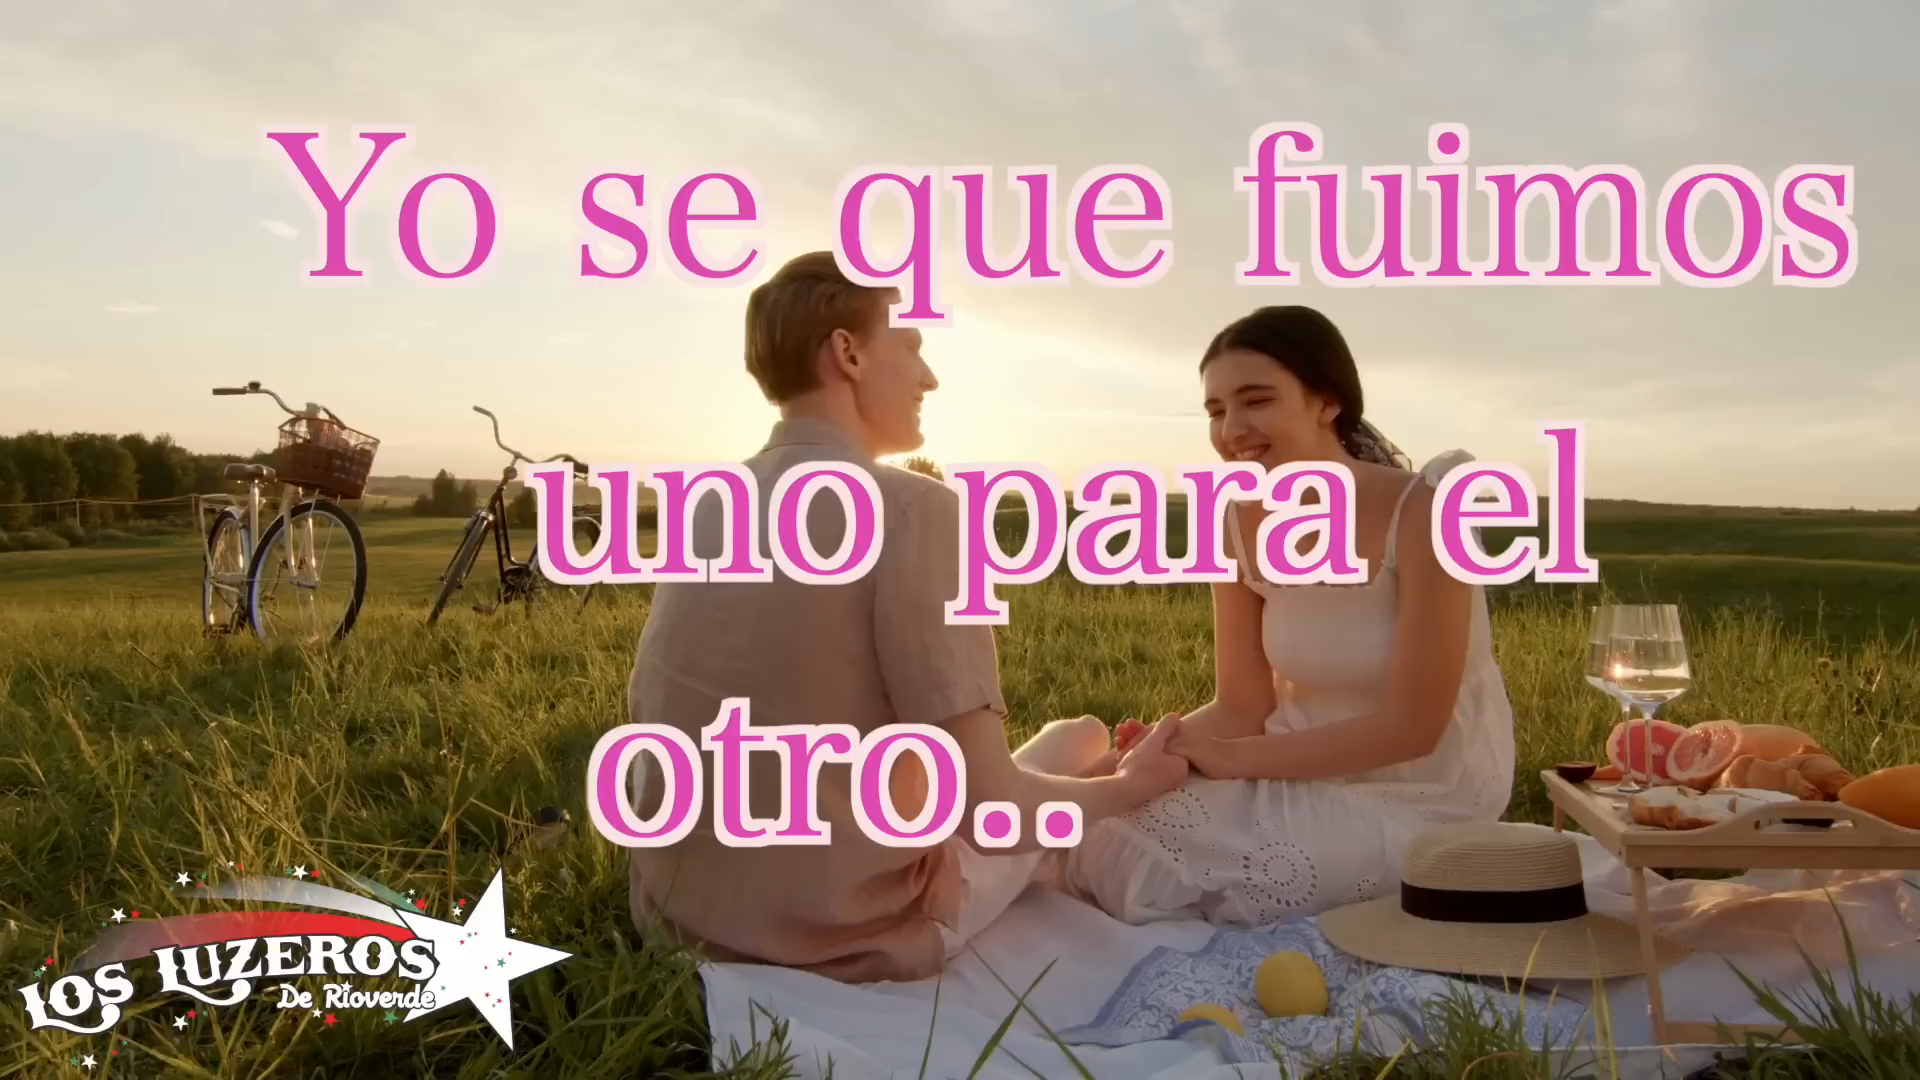 Yo se que fuimos
uno para el
otro..
Los Luzeros
De Rioverde